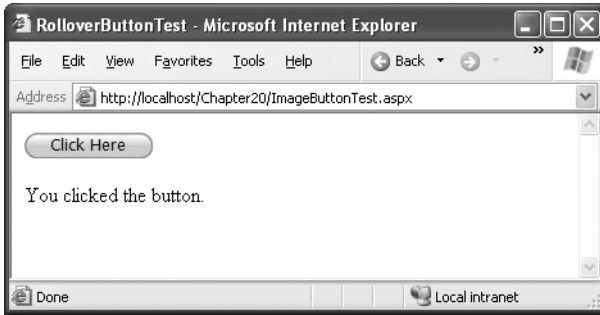 RolloverButtonTest - Microsoft Internet Explorer
File Edit View Favorites Tools Help Back »
Address http://localhost/Chapter20/ImageButtonTest.aspx
Click Here
You clicked the button.
Done Local intranet